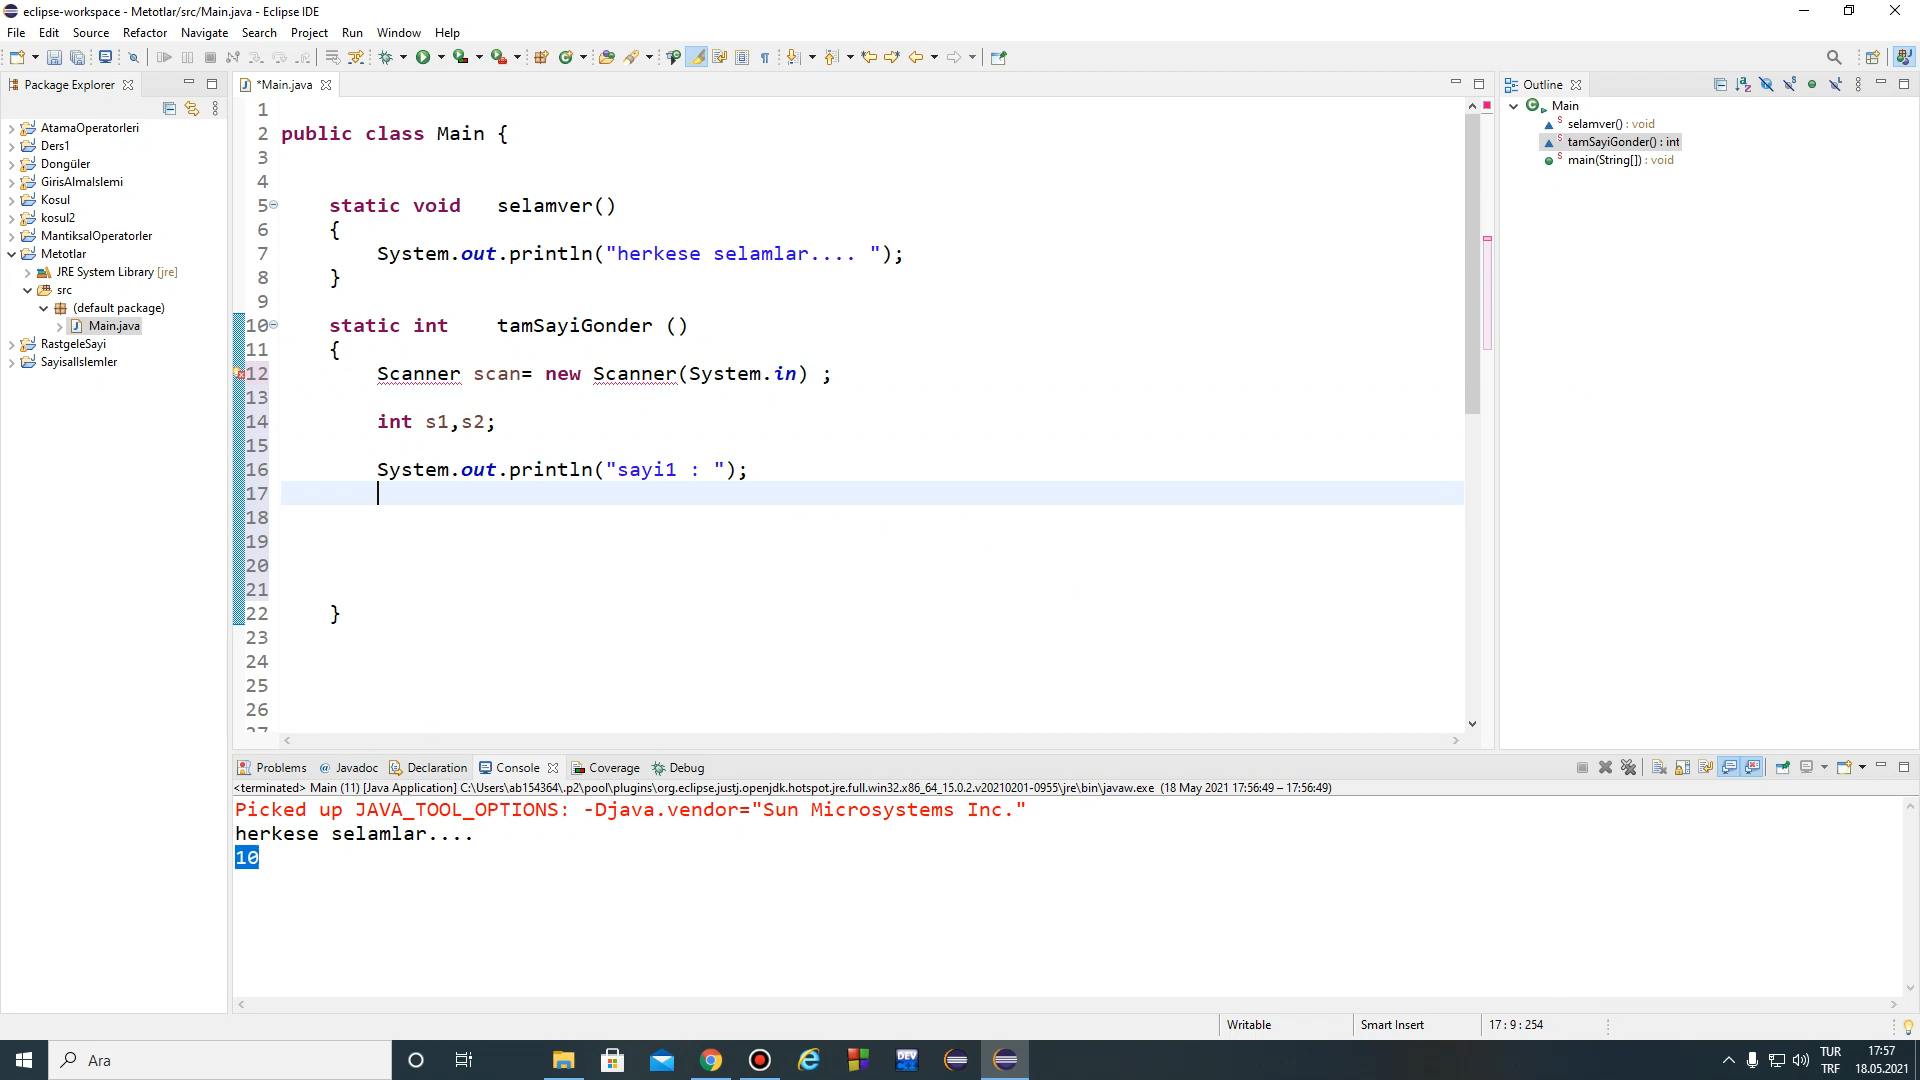 eclipse-workspace - Metotlar/src/Main.java - Eclipse IDE
File Edit Source Refactor Navigate Search Project Run Window Help
Package Explorer
*Main.java
Outline
AtamaOperatorleri
Ders1
Dongüler
GirisAlmaIslemi
Kosul
kosul2
MantiksalOperatorler
Metotlar
JRE System Library [jre]
src
(default package)
Main.java
RastgeleSayi
SayisalIslemler
1
2 public class Main {
3
4
5 static void selamver()
6 {
7 System.out.println("herkese selamlar.... ");
8 }
9
10 static int tamSayiGonder ()
11 {
12 Scanner scan= new Scanner(System.in) ;
13
14 int s1,s2;
15
16 System.out.println("sayi1 : ");
17
18
19
20
21
22 }
23
24
25
26
27
Main
selamver() : void
tamSayiGonder() : int
main(String[]) : void
Problems @ Javadoc Declaration Console Coverage Debug
<terminated> Main (11) [Java Application] C:\Users\ab154364\.p2\pool\plugins\org.eclipse.justj.openjdk.hotspot.jre.full.win32.x86_64_15.0.2.v20210201-0955\jre\bin\javaw.exe (18 May 2021 17:56:49 – 17:56:49)
Picked up JAVA_TOOL_OPTIONS: -Djava.vendor="Sun Microsystems Inc."
herkese selamlar....
10
Writable Smart Insert 17 : 9 : 254
Ara
DEV
TUR 17:57
TRF 18.05.2021